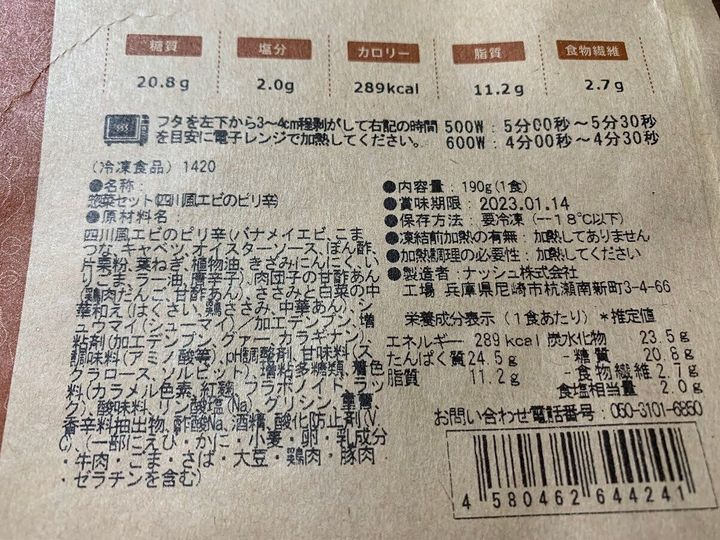 糖質 塩分 カロリー 脂質 食物繊維
20.8g 2.0g 289kcal 11.2g 2.7g
フタを左下から3〜4cm程剥がして右記の時間
を目安に電子レンジで加熱してください。
500W：5分00秒〜5分30秒
600W：4分00秒〜4分30秒
(冷凍食品) 1420
●名称：
惣菜セット(四川風エビのピリ辛)
●原材料名：
四川風エビのピリ辛(バナメイエビ、こま
つな、キャベツ、オイスターソース、ぽん酢、
片栗粉、葉ねぎ、植物油、きざみにんにく、い
りごま、ラー油、唐辛子)、肉団子の甘酢あん
(鶏肉だんご、甘酢あん)、ささみと白菜の中
華和え(はくさい、鶏ささみ、中華あん)、シ
ュウマイ(シューマイ)／加工デンプン、増
粘剤(加工デンプン、グァー、カラギナン)、
調味料(アミノ酸等)、pH調整剤、甘味料(ス
クラロース、ソルビット)、増粘多糖類、着色
料(カラメル色素、紅麹、フラボノイド、ラッ
ク)、酸味料、リン酸塩(Na)、グリシン、重曹、
香辛料抽出物、酢酸Na、酒精、酸化防止剤(V.
C)、(一部にえび・かに・小麦・卵・乳成分
・牛肉・ごま・さば・大豆・鶏肉・豚肉
・ゼラチンを含む)
●内容量：190g(1食)
●賞味期限：2023.01.14
●保存方法：要冷凍(−18℃以下)
●凍結前加熱の有無：加熱してありません
●加熱調理の必要性：加熱してください
●製造者：ナッシュ株式会社
工場 兵庫県尼崎市杭瀬南新町3-4-66
栄養成分表示(1食あたり)＊推定値
エネルギー 289kcal 炭水化物 23.5g
たんぱく質 24.5g -糖質 20.8g
脂質 11.2g -食物繊維 2.7g
食塩相当量 2.0g
お問い合わせ電話番号：050-3101-6850
4 580462 644241